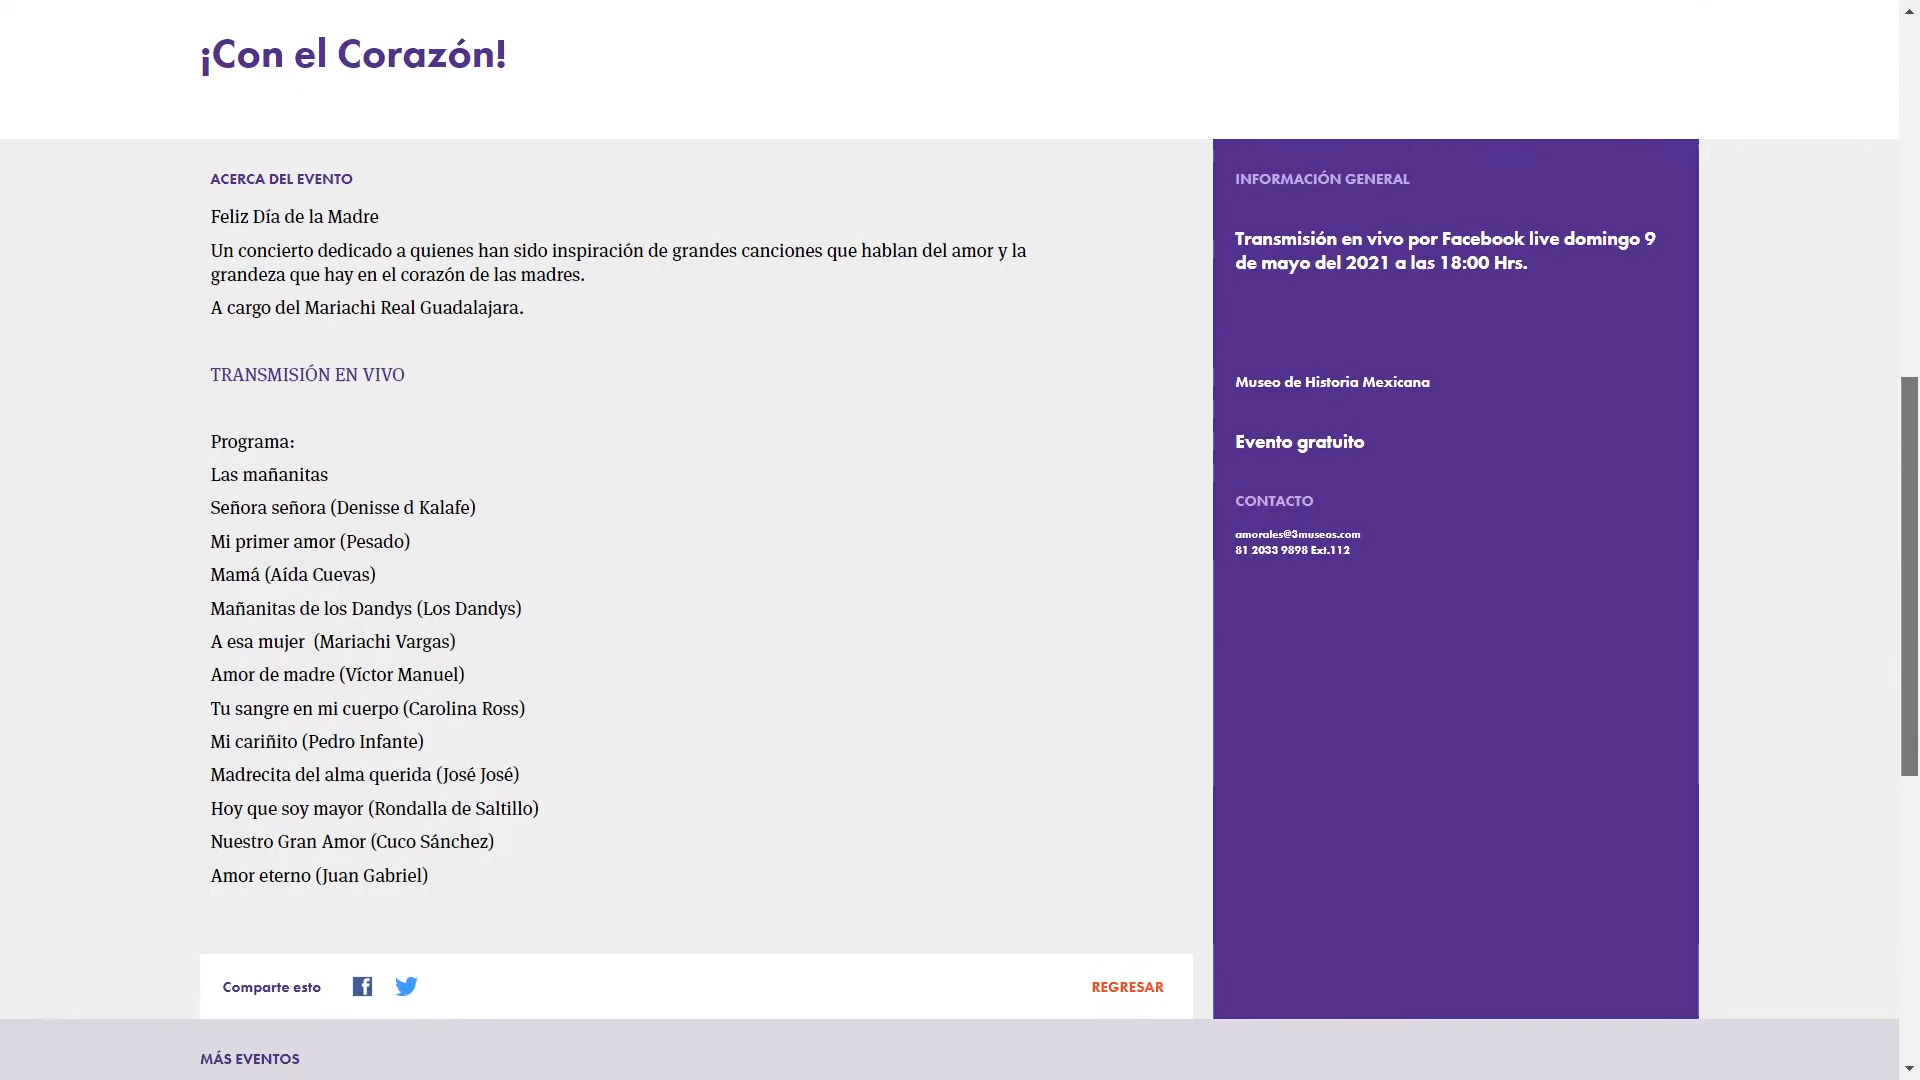 ¡Con el Corazón!
ACERCA DEL EVENTO
Feliz Día de la Madre
Un concierto dedicado a quienes han sido inspiración de grandes canciones que hablan del amor y la
grandeza que hay en el corazón de las madres.
A cargo del Mariachi Real Guadalajara.
TRANSMISIÓN EN VIVO
Programa:
Las mañanitas
Señora señora (Denisse d Kalafe)
Mi primer amor (Pesado)
Mamá (Aída Cuevas)
Mañanitas de los Dandys (Los Dandys)
A esa mujer  (Mariachi Vargas)
Amor de madre (Víctor Manuel)
Tu sangre en mi cuerpo (Carolina Ross)
Mi cariñito (Pedro Infante)
Madrecita del alma querida (José José)
Hoy que soy mayor (Rondalla de Saltillo)
Nuestro Gran Amor (Cuco Sánchez)
Amor eterno (Juan Gabriel)
Comparte esto
REGRESAR
INFORMACIÓN GENERAL
Transmisión en vivo por Facebook live domingo 9
de mayo del 2021 a las 18:00 Hrs.
Museo de Historia Mexicana
Evento gratuito
CONTACTO
amorales@3museos.com
81 2033 9898 Ext.112
MÁS EVENTOS